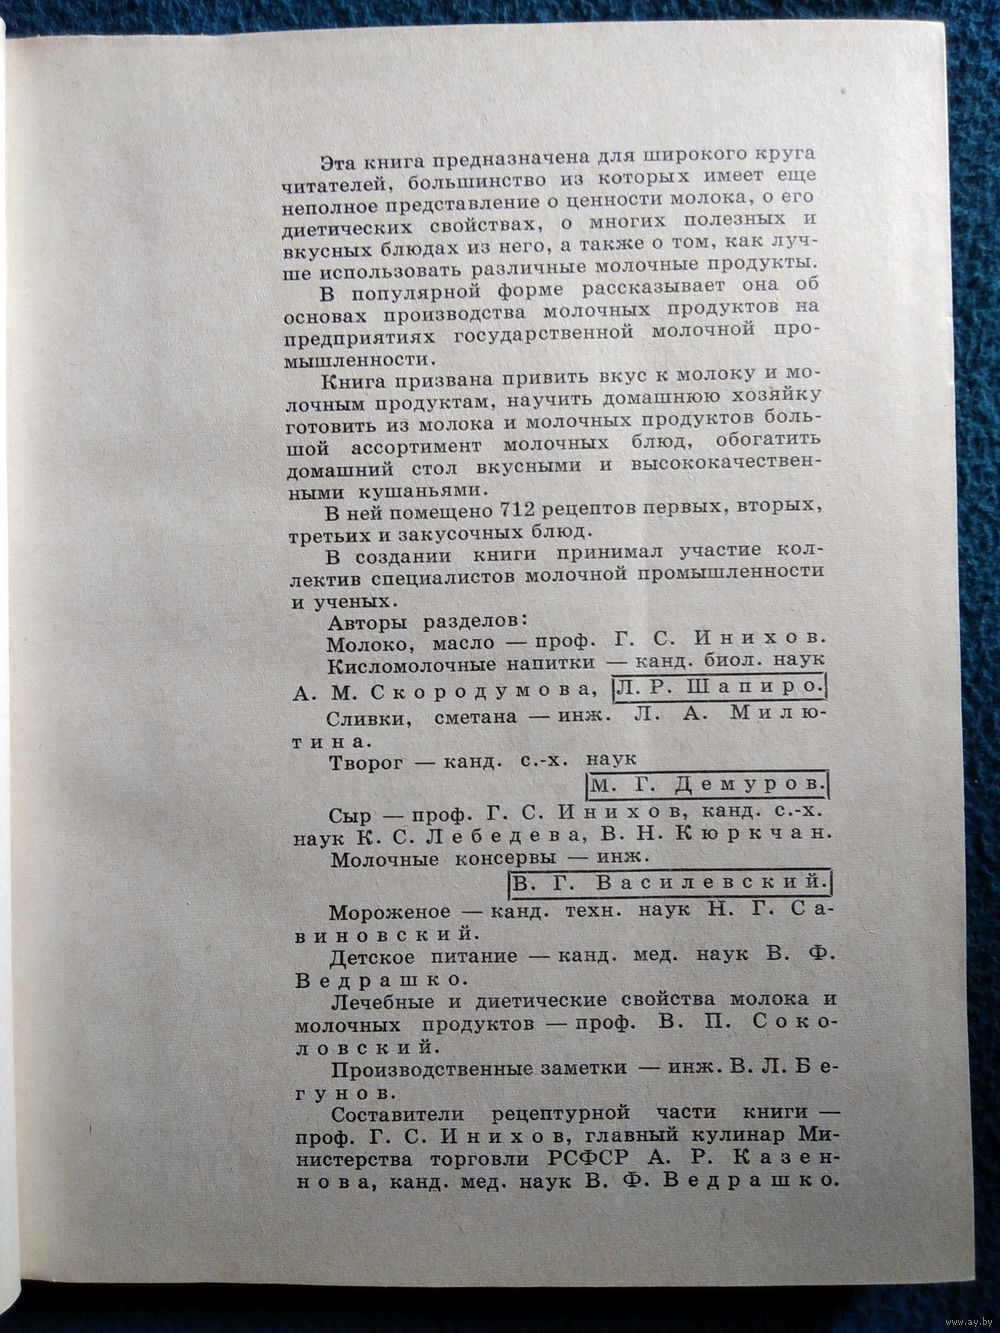 Эта книга предназначена для широкого круга
читателей, большинство из которых имеет еще
неполное представление о ценности молока, о его
диетических свойствах, о многих полезных и
вкусных блюдах из него, а также о том, как луч-
ше использовать различные молочные продукты.
В популярной форме рассказывает она об
основах производства молочных продуктов на
предприятиях государственной молочной про-
мышленности.
Книга призвана привить вкус к молоку и мо-
лочным продуктам, научить домашнюю хозяйку
готовить из молока и молочных продуктов боль-
шой ассортимент молочных блюд, обогатить
домашний стол вкусными и высококачествен-
ными кушаньями.
В ней помещено 712 рецептов первых, вторых,
третьих и закусочных блюд.
В создании книги принимал участие кол-
лектив специалистов молочной промышленности
и ученых.
Авторы разделов:
Молоко, масло — проф. Г. С. Инихов.
Кисломолочные напитки — канд. биол. наук
А. М. Скородумова, Л. Р. Шапиро.
Сливки, сметана — инж. Л. А. Милю-
тина.
Творог — канд. с.-х. наук
М. Г. Демуров.
Сыр — проф. Г. С. Инихов, канд. с.-х.
наук К. С. Лебедева, В. Н. Кюркчан.
Молочные консервы — инж.
В. Г. Василевский.
Мороженое — канд. техн. наук Н. Г. Са-
виновский.
Детское питание — канд. мед. наук В. Ф.
Ведрашко.
Лечебные и диетические свойства молока и
молочных продуктов — проф. В. П. Соко-
ловский.
Производственные заметки — инж. В. Л. Бе-
гунов.
Составители рецептурной части книги —
проф. Г. С. Инихов, главный кулинар Ми-
нистерства торговли РСФСР А. Р. Казен-
нова, канд. мед. наук В. Ф. Ведрашко.
www.ay.by